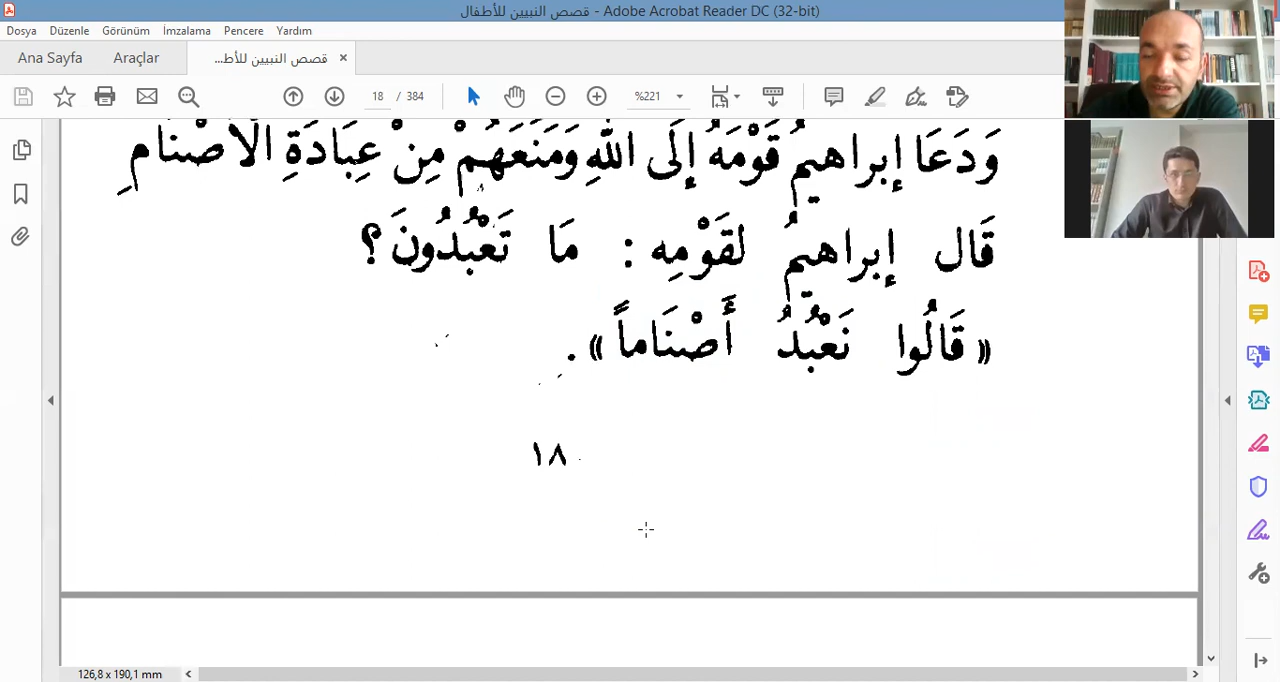 قصص النبيين للأطفال - Adobe Acrobat Reader DC (32-bit)
Dosya Düzenle Görünüm İmzalama Pencere Yardım
Ana Sayfa Araçlar قصص النبيين للأط... ×
18 / 384 %221
وَدَعَا إبراهيمُ قَوْمَهُ إلَى اللهِ وَمَنَعَهُمْ مِنْ عِبَادَةِ الأَصْنَامِ
قَال إبراهيمُ لقَوْمِه : مَا تَعْبُدُونَ؟
«قَالُوا نَعْبُدُ أَصْنَاماً».
١٨
126,8 x 190,1 mm